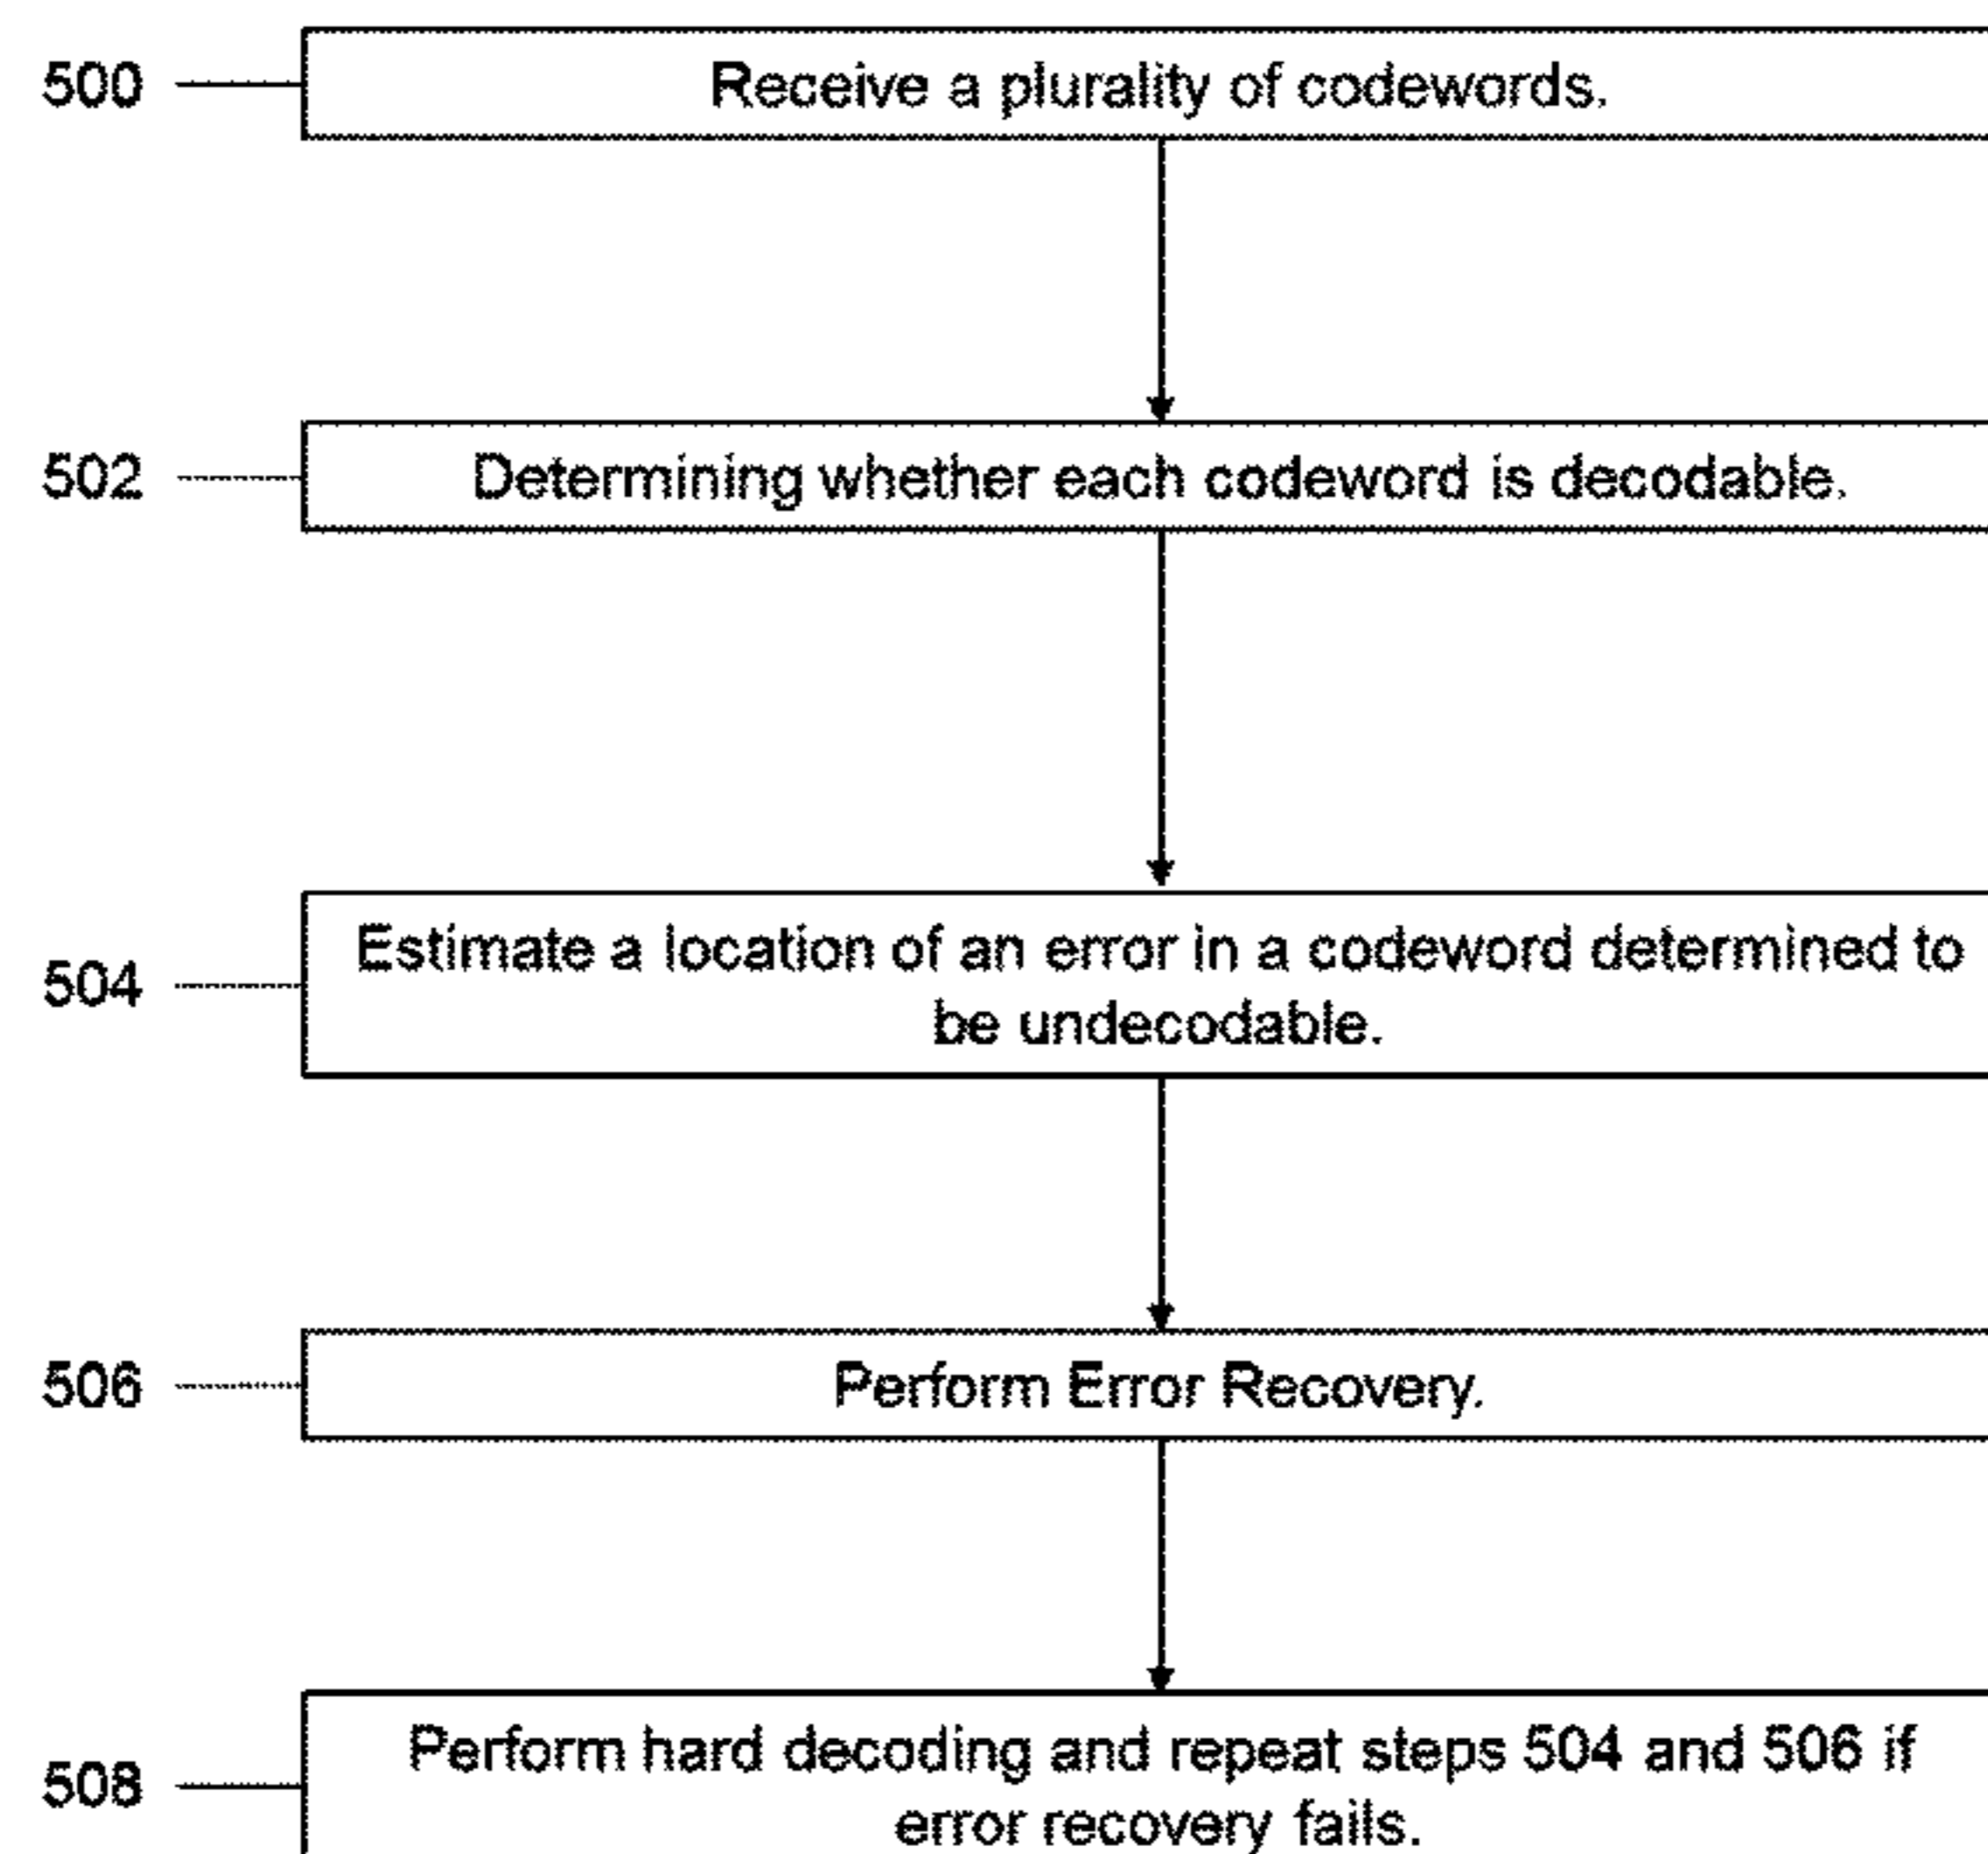 500
Receive a plurality of codewords.
502
Determining whether each codeword is decodable.
504
Estimate a location of an error in a codeword determined to
be undecodable.
506
Perform Error Recovery.
508
Perform hard decoding and repeat steps 504 and 506 if
error recovery fails.